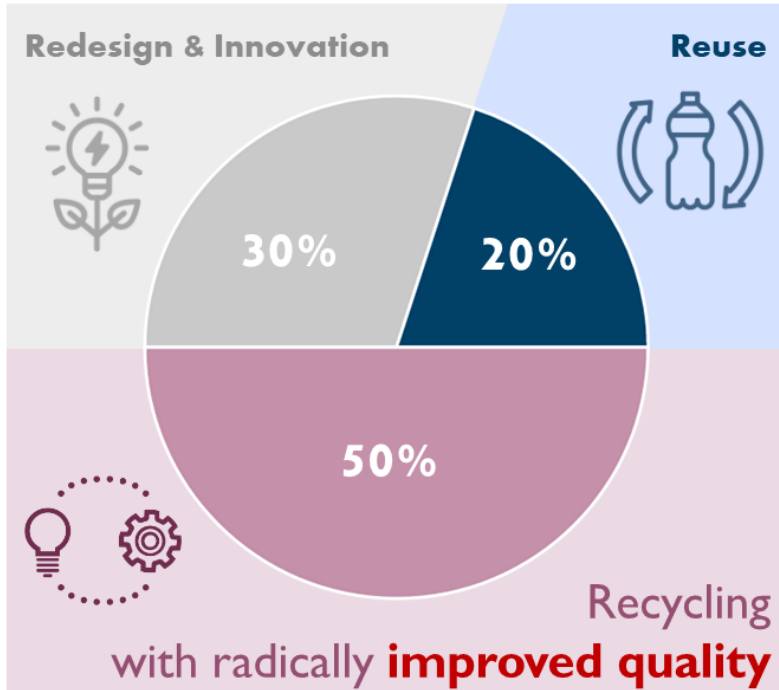 Redesign & Innovation
Reuse
30%
20%
50%
Recycling
with radically improved quality